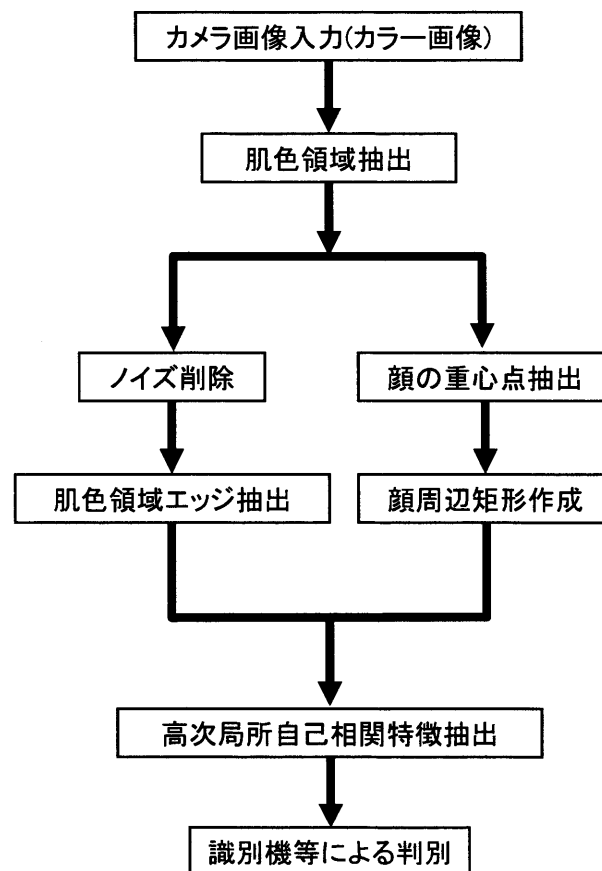 カメラ画像入力(カラー画像)
肌色領域抽出
ノイズ削除
顔の重心点抽出
肌色領域エッジ抽出
顔周辺矩形作成
高次局所自己相関特徴抽出
識別機等による判別